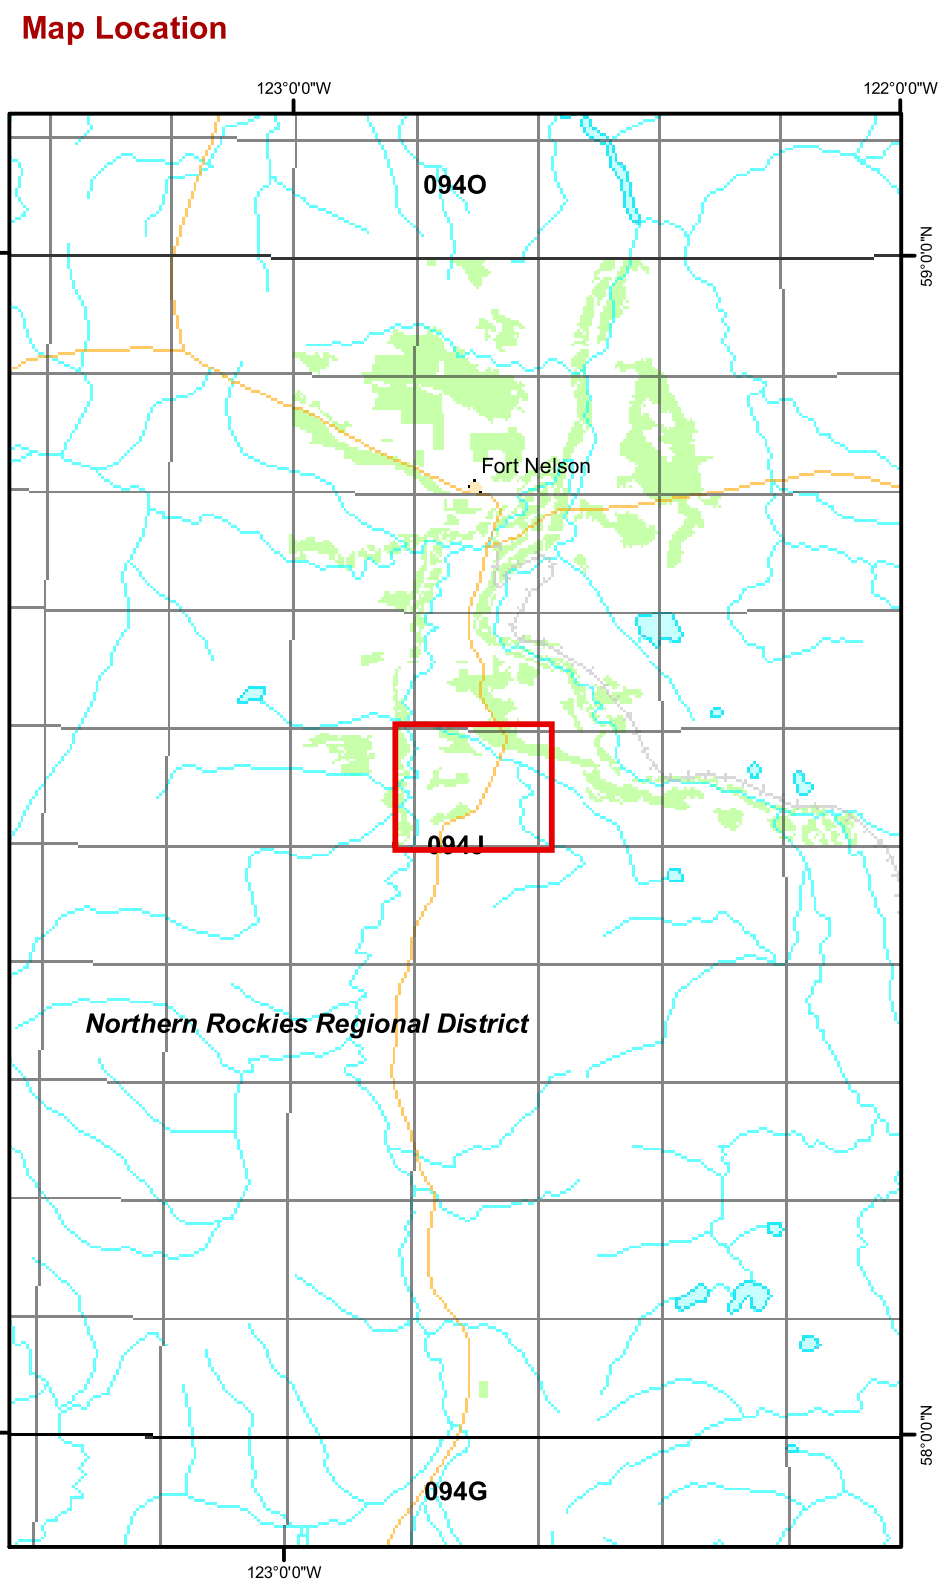 Map Location
123°0'0"W
122°0'0"W
094O
59°0'0"N
Fort Nelson
094J
Northern Rockies Regional District
58°0'0"N
094G
123°0'0"W